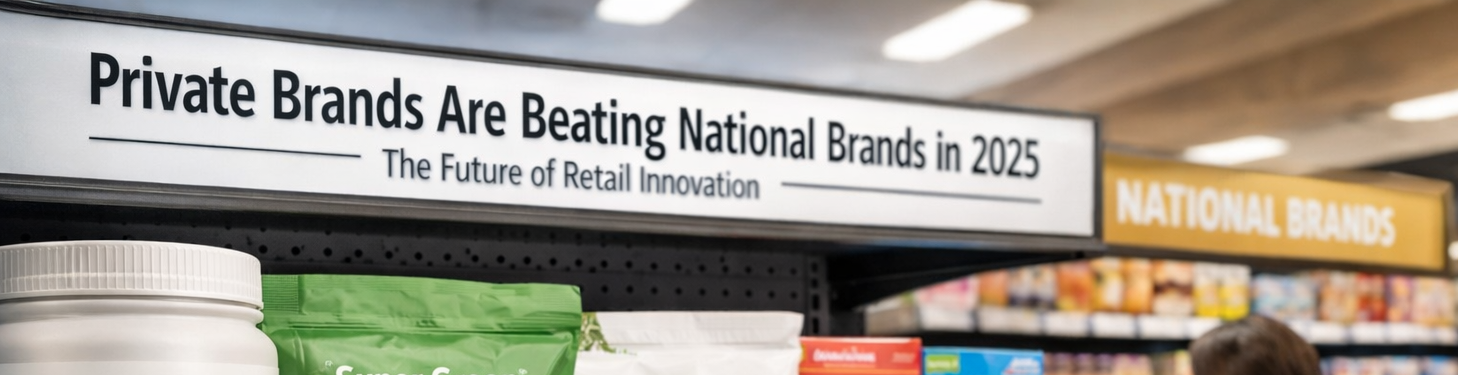 Private Brands Are Beating National Brands in 2025
The Future of Retail Innovation
NATIONAL BRANDS